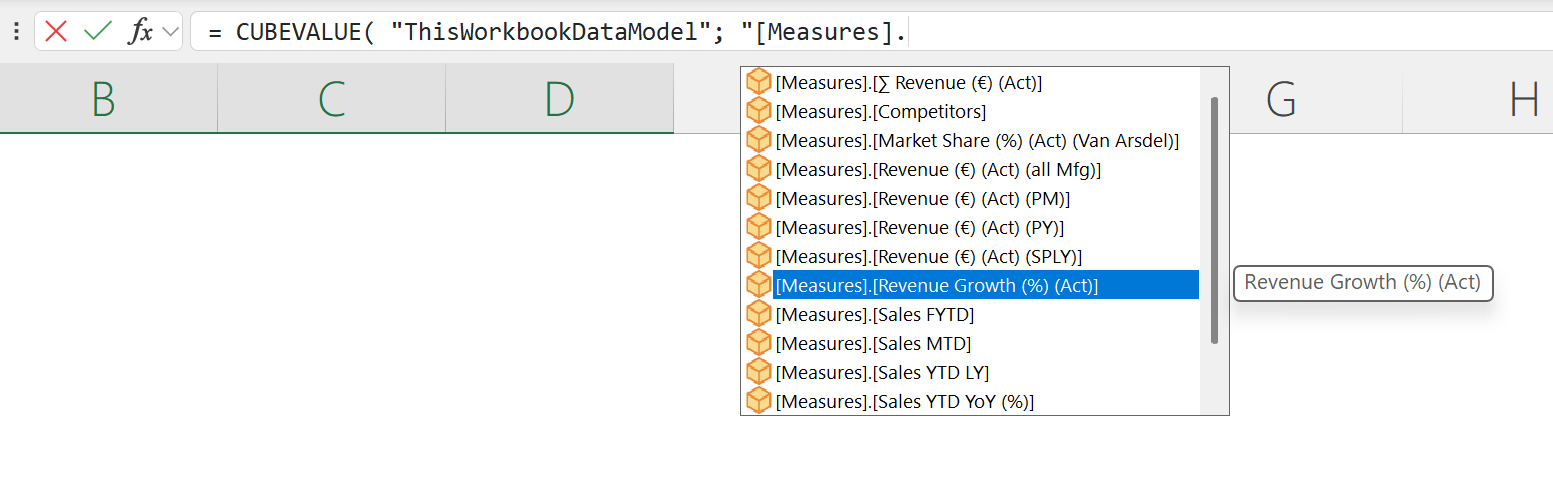 fx = CUBEVALUE( "ThisWorkbookDataModel"; "[Measures].
B C D G H
[Measures].[∑ Revenue (€) (Act)]
[Measures].[Competitors]
[Measures].[Market Share (%) (Act) (Van Arsdel)]
[Measures].[Revenue (€) (Act) (all Mfg)]
[Measures].[Revenue (€) (Act) (PM)]
[Measures].[Revenue (€) (Act) (PY)]
[Measures].[Revenue (€) (Act) (SPLY)]
[Measures].[Revenue Growth (%) (Act)]
Revenue Growth (%) (Act)
[Measures].[Sales FYTD]
[Measures].[Sales MTD]
[Measures].[Sales YTD LY]
[Measures].[Sales YTD YoY (%)]